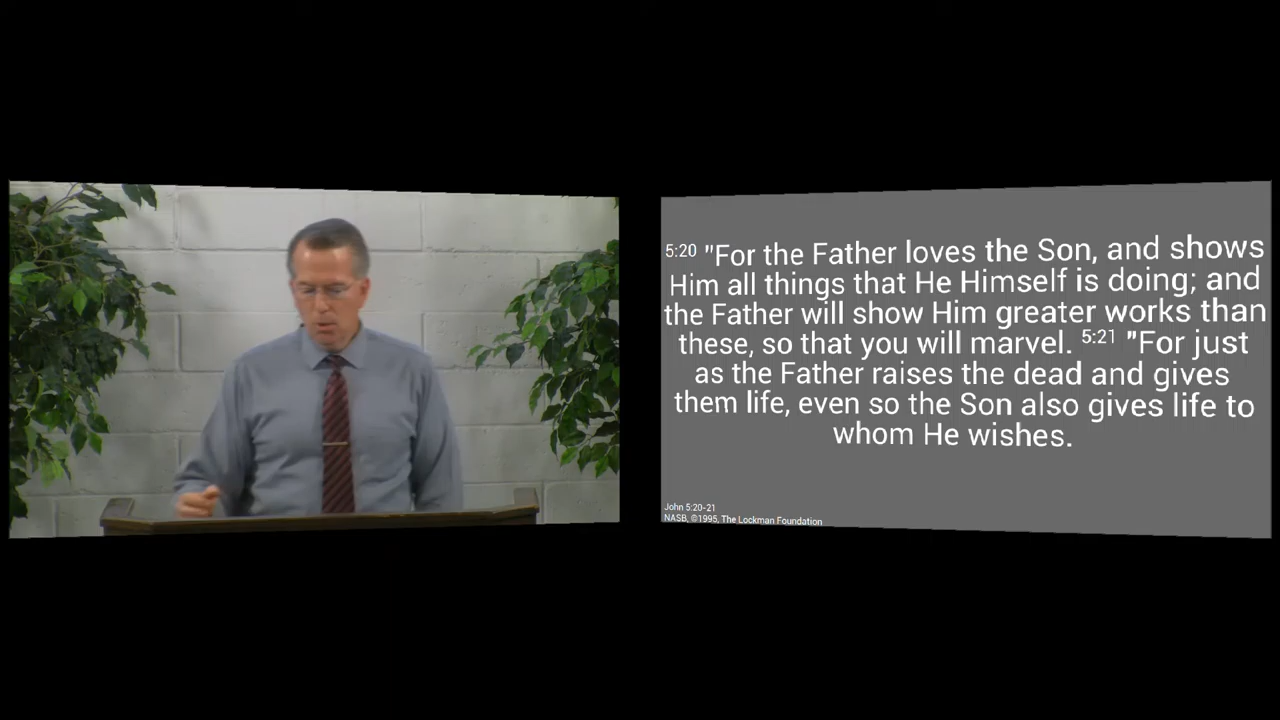 5:20 "For the Father loves the Son, and shows
Him all things that He Himself is doing; and
the Father will show Him greater works than
these, so that you will marvel. 5:21 "For just
as the Father raises the dead and gives
them life, even so the Son also gives life to
whom He wishes.
John 5:20-21
NASB, ©1995, The Lockman Foundation